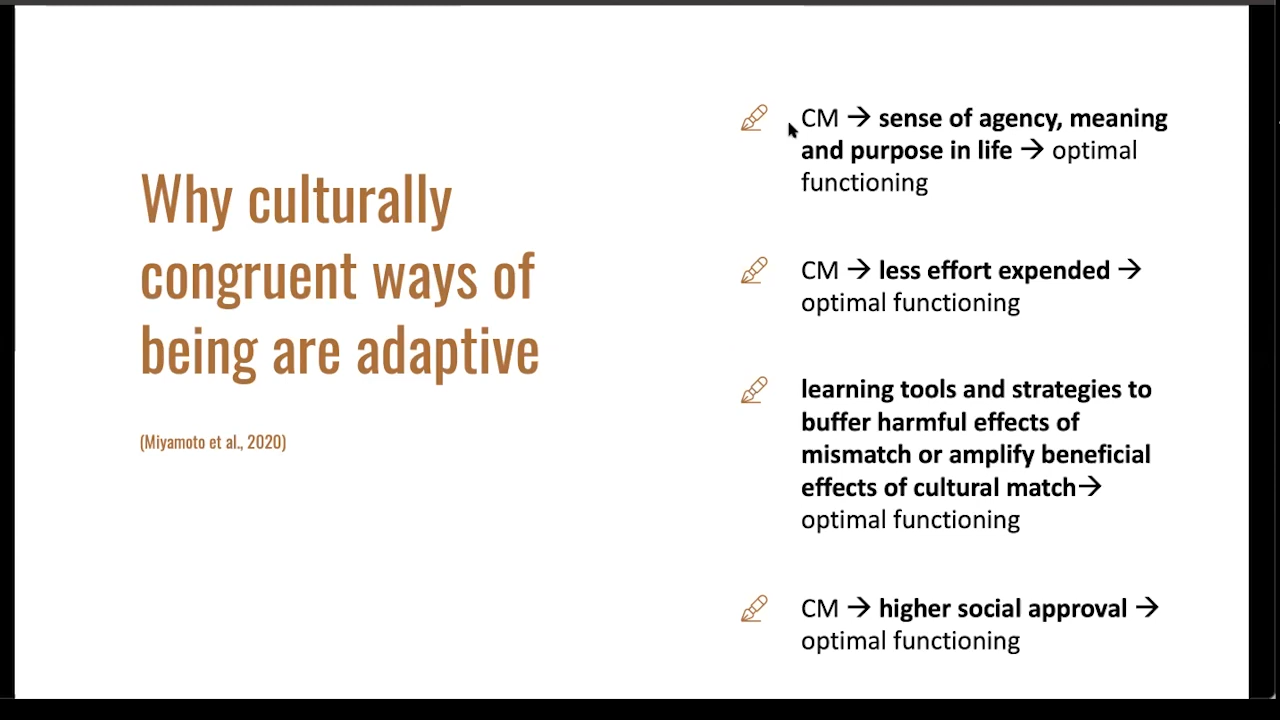 Why culturally
congruent ways of
being are adaptive
(Miyamoto et al., 2020)
CM → sense of agency, meaning
and purpose in life → optimal
functioning
CM → less effort expended →
optimal functioning
learning tools and strategies to
buffer harmful effects of
mismatch or amplify beneficial
effects of cultural match→
optimal functioning
CM → higher social approval →
optimal functioning